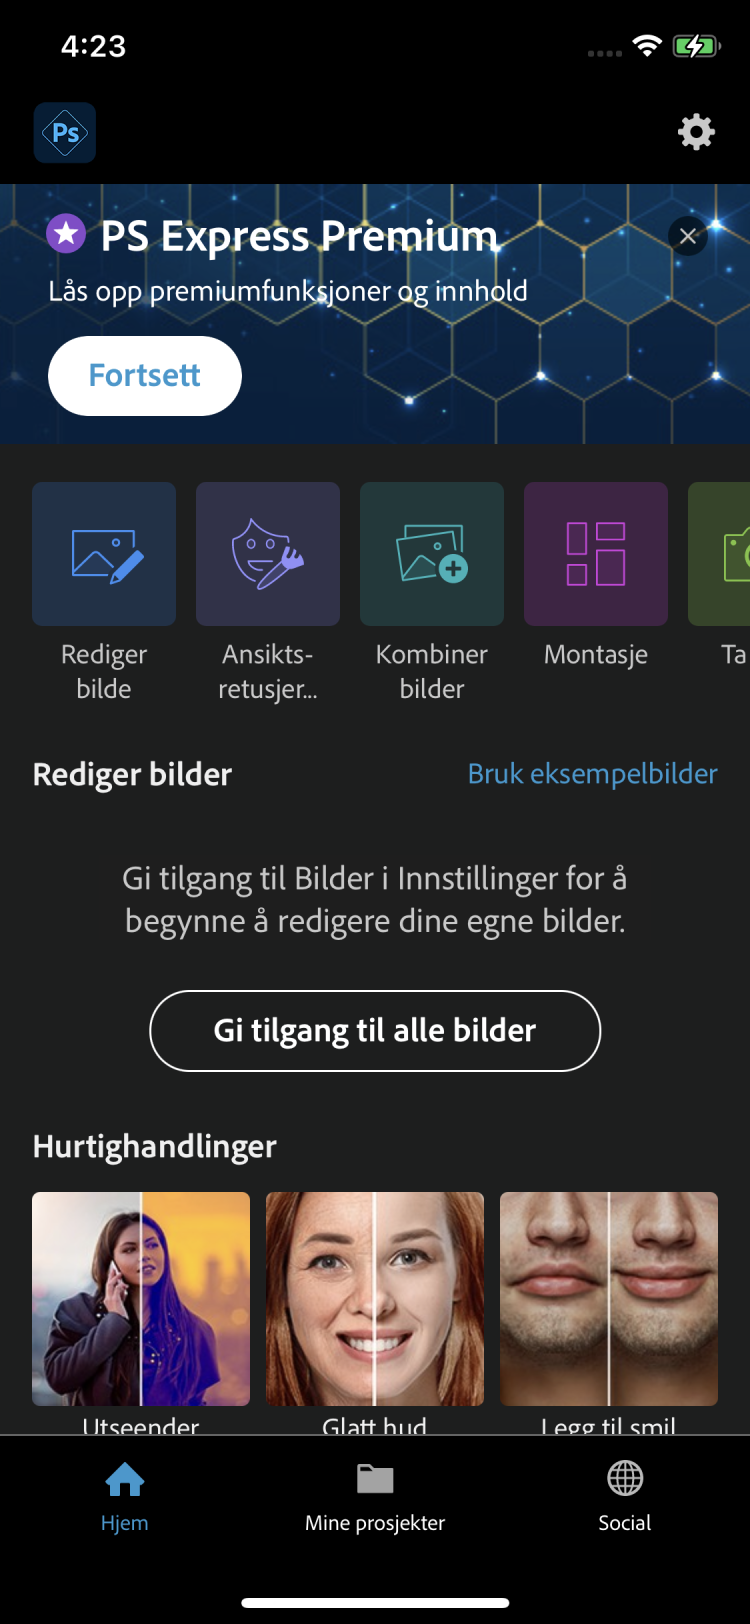 4:23
Ps
PS Express Premium
Lås opp premiumfunksjoner og innhold
Fortsett
Rediger
bilde
Ansikts-
retusjer...
Kombiner
bilder
Montasje
Ta
Rediger bilder
Bruk eksempelbilder
Gi tilgang til Bilder i Innstillinger for å
begynne å redigere dine egne bilder.
Gi tilgang til alle bilder
Hurtighandlinger
Utseender
Glatt hud
Legg til smil
Hjem
Mine prosjekter
Social